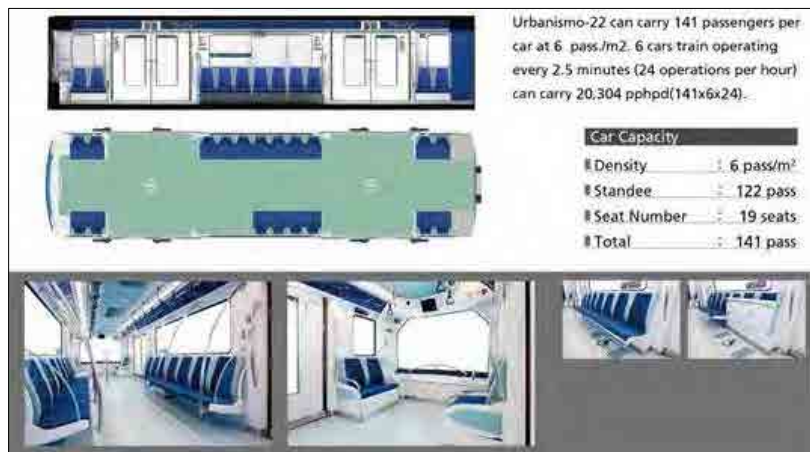 Urbanismo-22 can carry 141 passengers per
car at 6 pass./m2. 6 cars train operating
every 2.5 minutes (24 operations per hour)
can carry 20,304 pphpd(141x6x24).
Car Capacity
Density : 6 pass/m²
Standee : 122 pass
Seat Number : 19 seats
Total : 141 pass